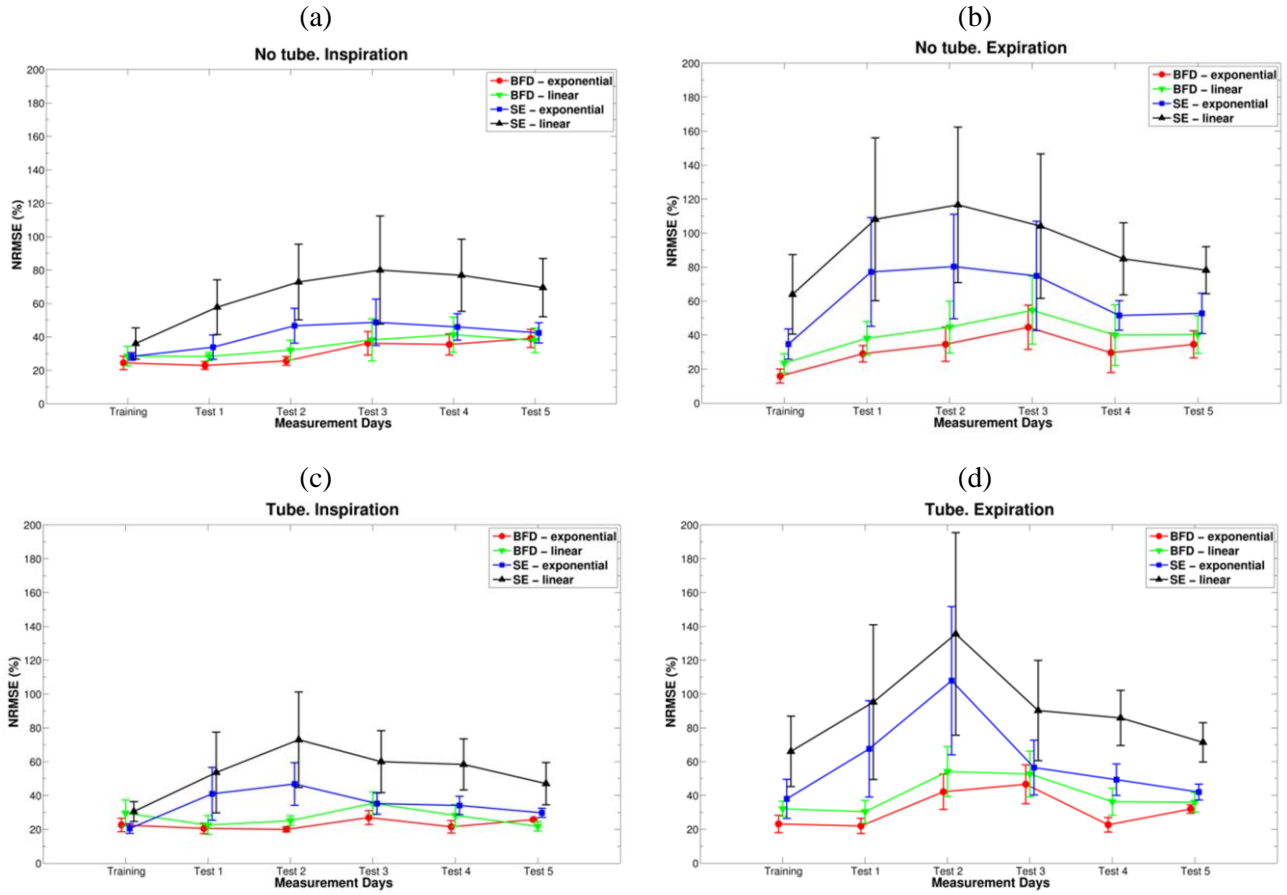 (a)
No tube. Inspiration
NRMSE (%)
200
180
160
140
120
100
80
60
40
20
0
BFD – exponential
BFD – linear
SE – exponential
SE – linear
Training Test 1 Test 2 Test 3 Test 4 Test 5
Measurement Days
(b)
No tube. Expiration
NRMSE (%)
200
180
160
140
120
100
80
60
40
20
0
BFD – exponential
BFD – linear
SE – exponential
SE – linear
Training Test 1 Test 2 Test 3 Test 4 Test 5
Measurement Days
(c)
Tube. Inspiration
NRMSE (%)
200
180
160
140
120
100
80
60
40
20
0
BFD – exponential
BFD – linear
SE – exponential
SE – linear
Training Test 1 Test 2 Test 3 Test 4 Test 5
Measurement Days
(d)
Tube. Expiration
NRMSE (%)
200
180
160
140
120
100
80
60
40
20
0
BFD – exponential
BFD – linear
SE – exponential
SE – linear
Training Test 1 Test 2 Test 3 Test 4 Test 5
Measurement Days